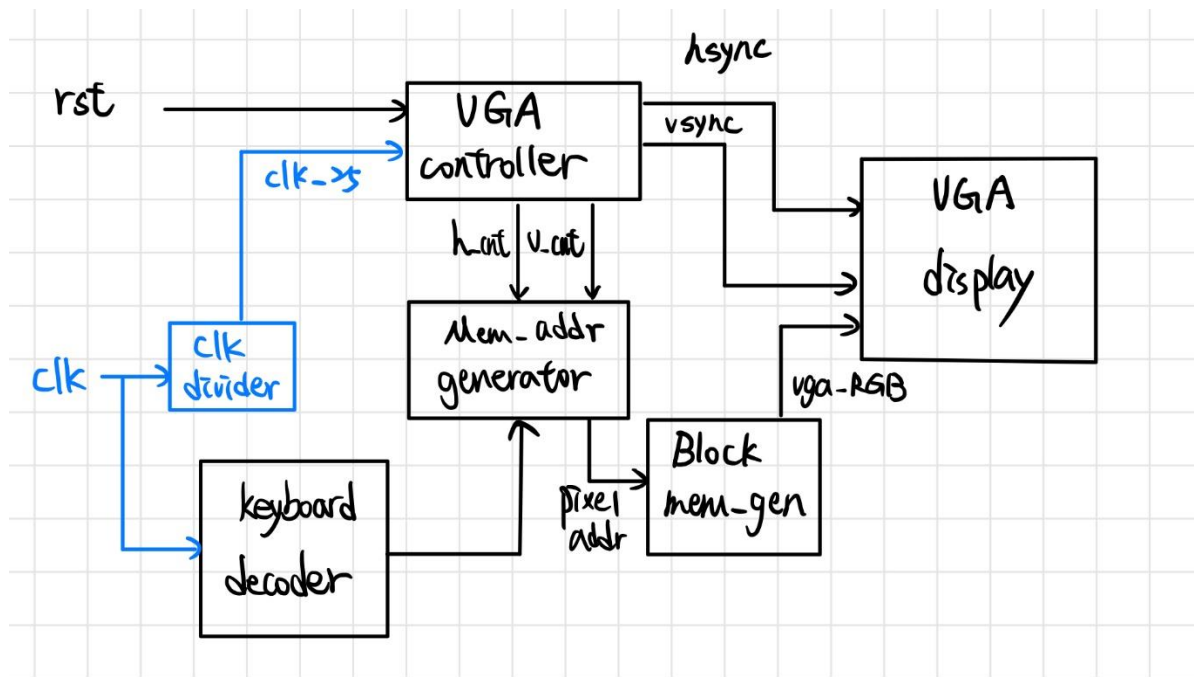 hsync
rst
VGA
controller
vsync
clk_25
VGA
display
h_cnt
v_cnt
Mem_addr
generator
clk
clk
divider
vga_RGB
Block
mem_gen
keyboard
decoder
pixel
addr